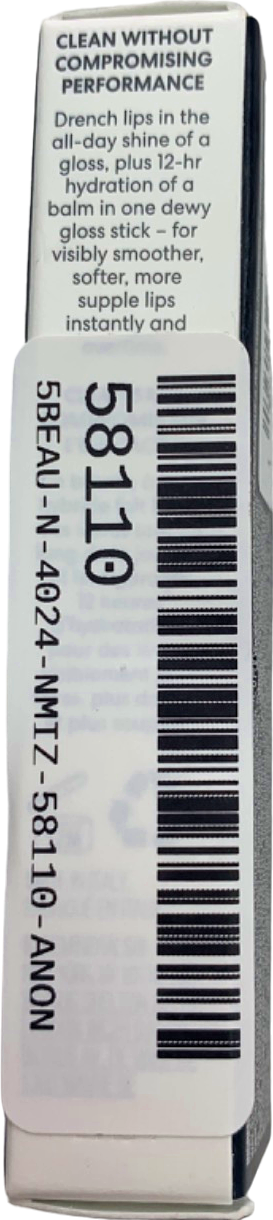 CLEAN WITHOUT
COMPROMISING
PERFORMANCE
Drench lips in the
all-day shine of a
gloss, plus 12-hr
hydration of a
balm in one dewy
gloss stick – for
visibly smoother,
softer, more
supple lips
instantly and
58110
5BEAU-N-4024-NMIZ-58110-ANON